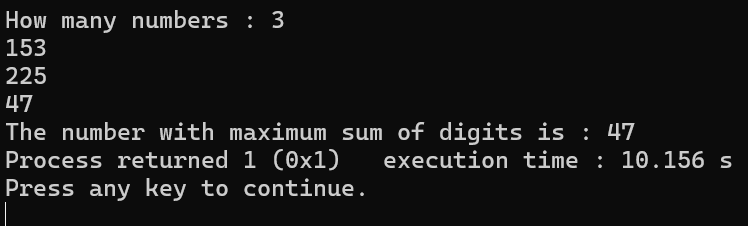 How many numbers : 3
153
225
47
The number with maximum sum of digits is : 47
Process returned 1 (0x1)   execution time : 10.156 s
Press any key to continue.